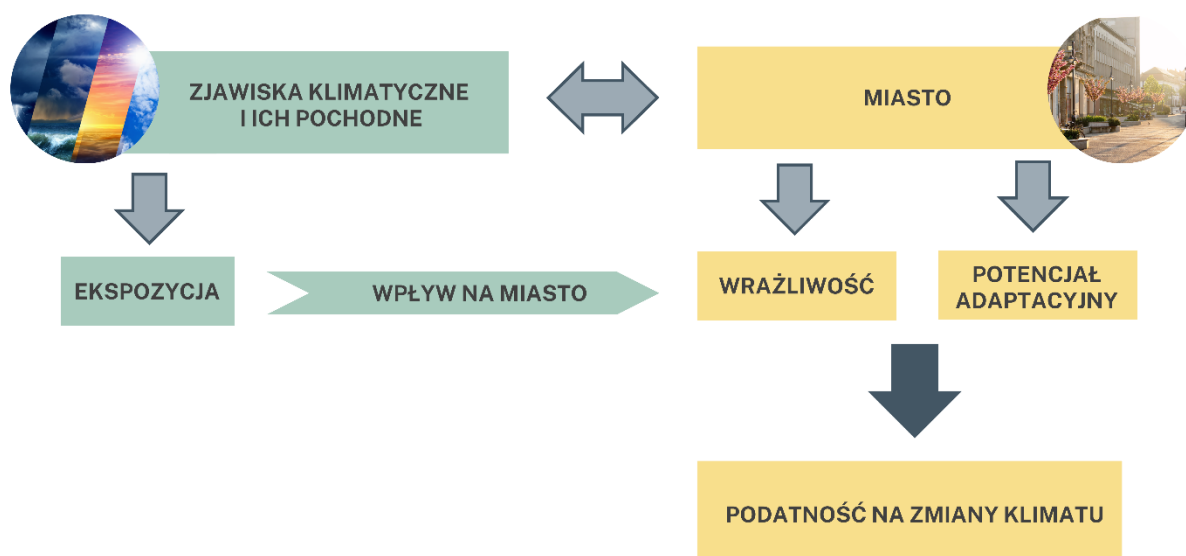 ZJAWISKA KLIMATYCZNE
I ICH POCHODNE
MIASTO
EKSPOZYCJA
WPŁYW NA MIASTO
WRAŻLIWOŚĆ
POTENCJAŁ
ADAPTACYJNY
PODATNOŚĆ NA ZMIANY KLIMATU